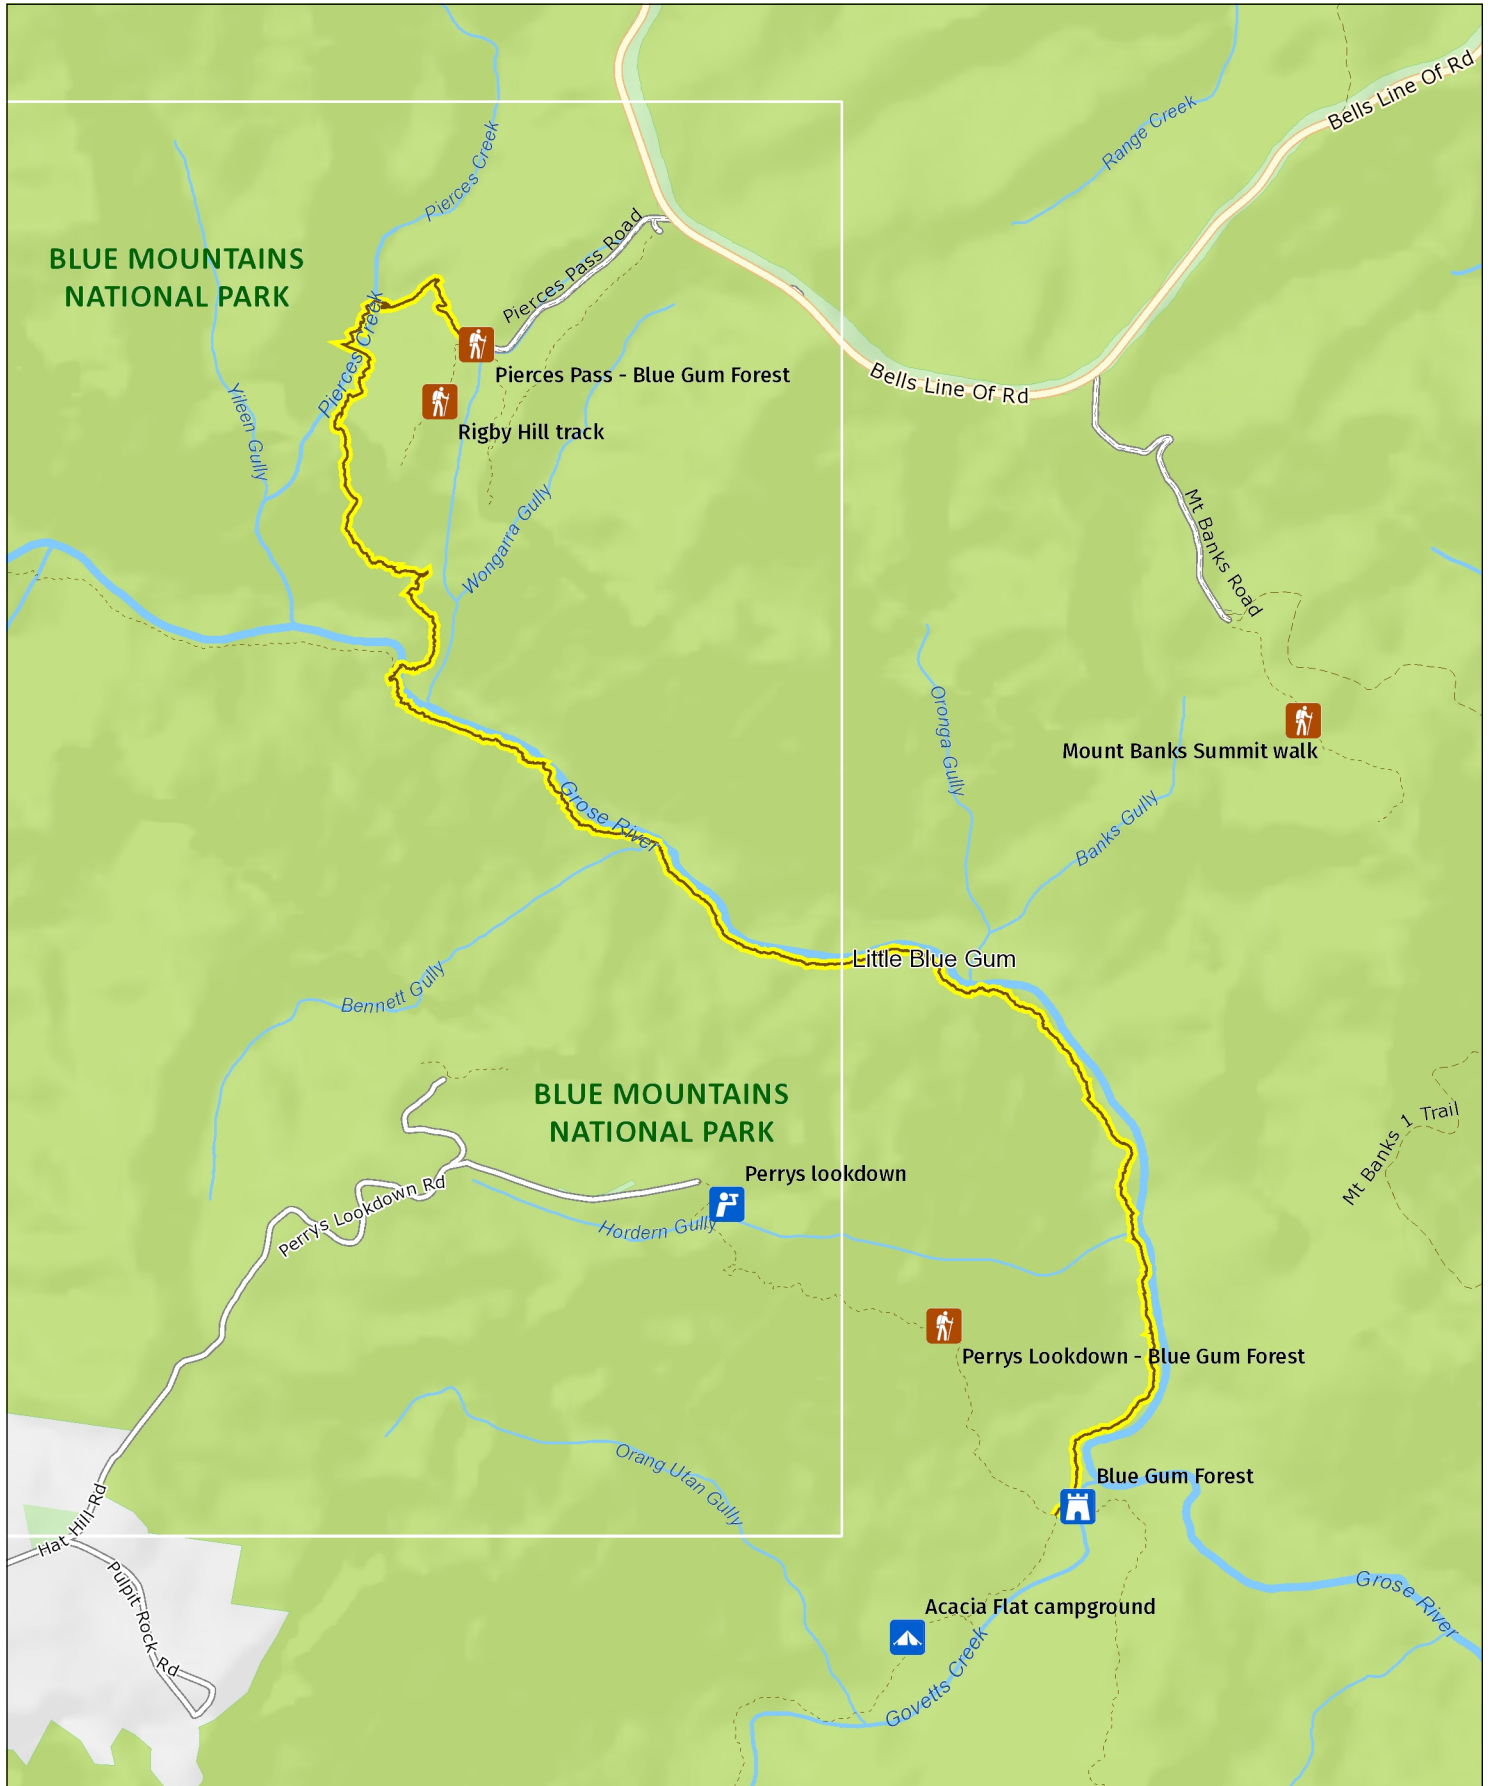 Bells Line Of Rd
Range Creek
Pierces Creek
Pierces Pass Road
BLUE MOUNTAINS
NATIONAL PARK
Pierces Creek
Pierces Pass - Blue Gum Forest
Bells Line Of Rd
Yileen Gully
Rigby Hill track
Wongarra Gully
Mt Banks Road
Oronga Gully
Mount Banks Summit walk
Grose River
Banks Gully
Little Blue Gum
Bennett Gully
BLUE MOUNTAINS
NATIONAL PARK
Mt Banks 1 Trail
Perrys lookdown
Perrys Lookdown Rd
Hordern Gully
Perrys Lookdown - Blue Gum Forest
Orang Utan Gully
Blue Gum Forest
Hat Hill Rd
Pulpit Rock Rd
Grose River
Acacia Flat campground
Govetts Creek